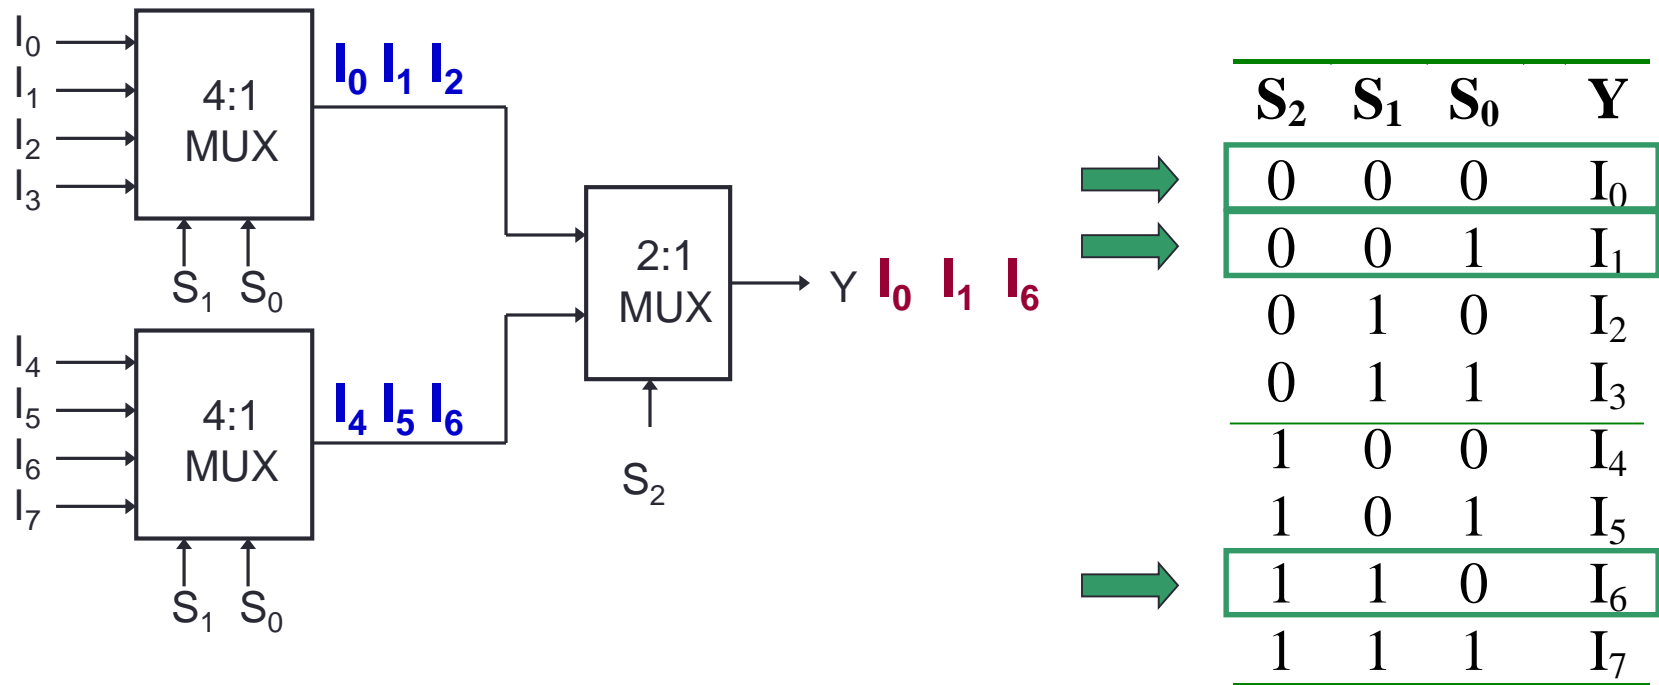 I0
I1
I2
I3
4:1
MUX
S1 S0
I0 I1 I2
I4
I5
I6
I7
4:1
MUX
S1 S0
I4 I5 I6
2:1
MUX
S2
Y I0 I1 I6
S2 S1 S0 Y
0 0 0 I0
0 0 1 I1
0 1 0 I2
0 1 1 I3
1 0 0 I4
1 0 1 I5
1 1 0 I6
1 1 1 I7